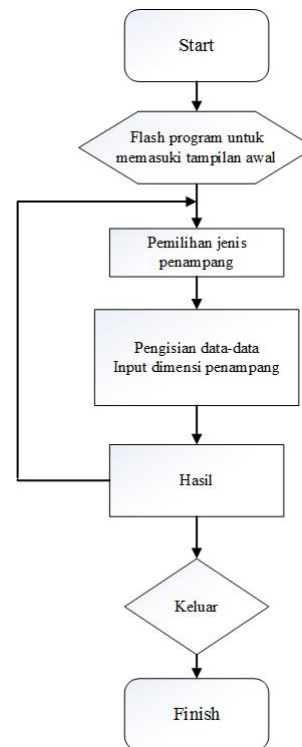 Start
Flash program untuk
memasuki tampilan awal
Pemilihan jenis
penampang
Pengisian data-data
Input dimensi penampang
Hasil
Keluar
Finish